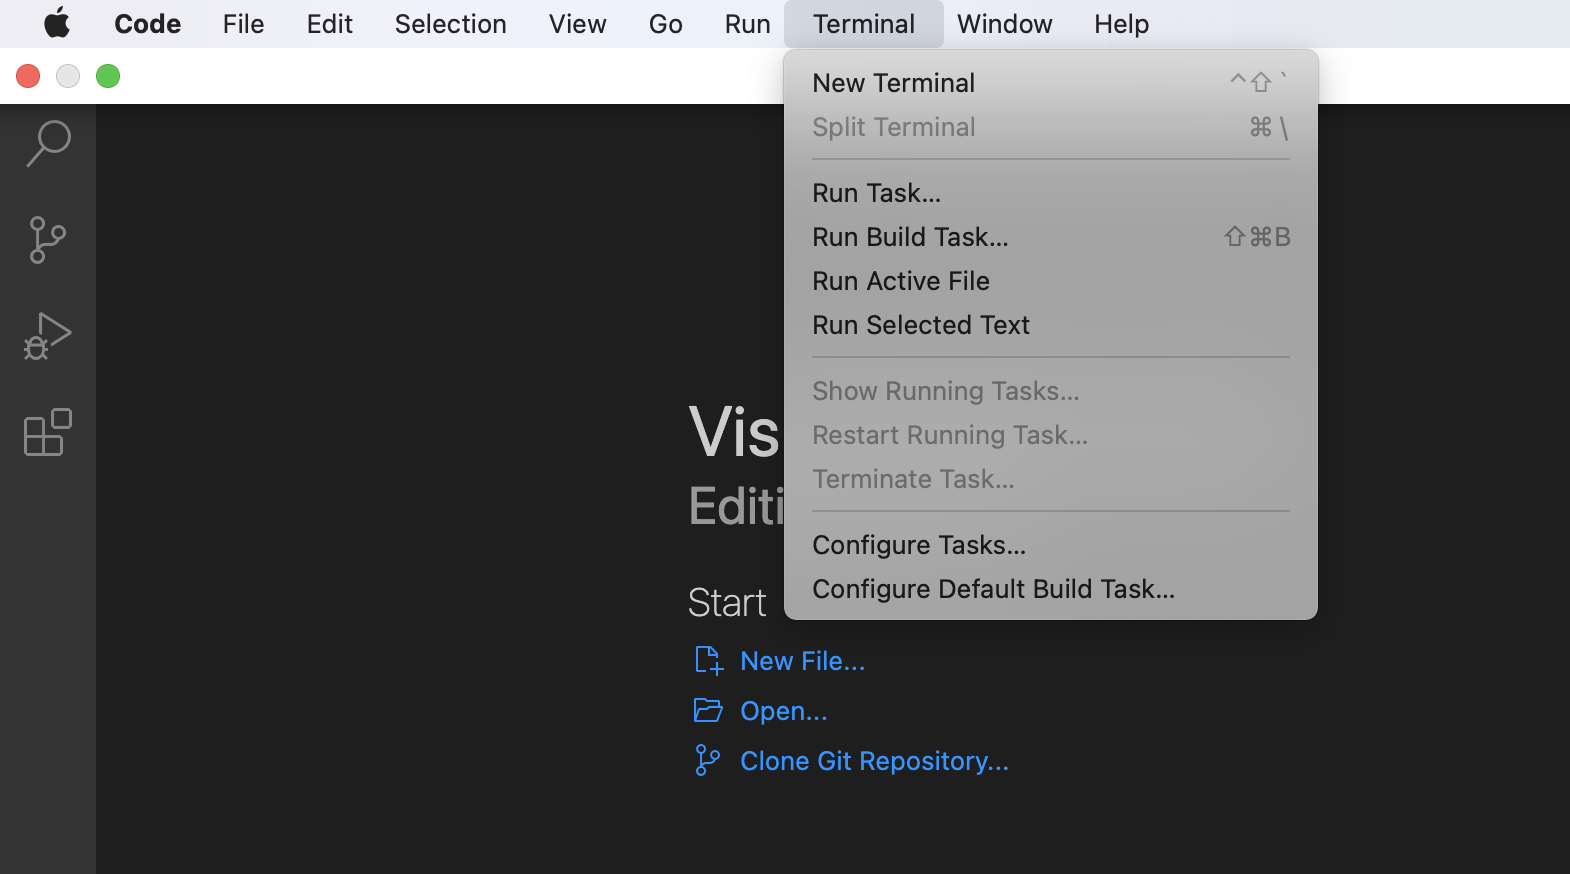 Code File Edit Selection View Go Run Terminal Window Help
New Terminal ^⇧`
Split Terminal ⌘\
Run Task...
Run Build Task... ⇧⌘B
Run Active File
Run Selected Text
Show Running Tasks...
Restart Running Task...
Terminate Task...
Configure Tasks...
Configure Default Build Task...
Vis
Editi
Start
New File...
Open...
Clone Git Repository...